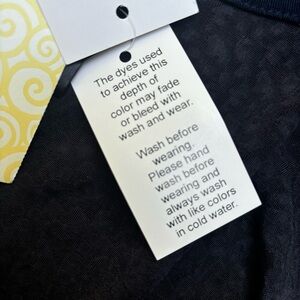 The dyes used
to achieve this
depth of
color may fade
or bleed with
wash and wear.
Wash before
wearing.
Please hand
wash before
wearing and
always wash
with like colors
in cold water.